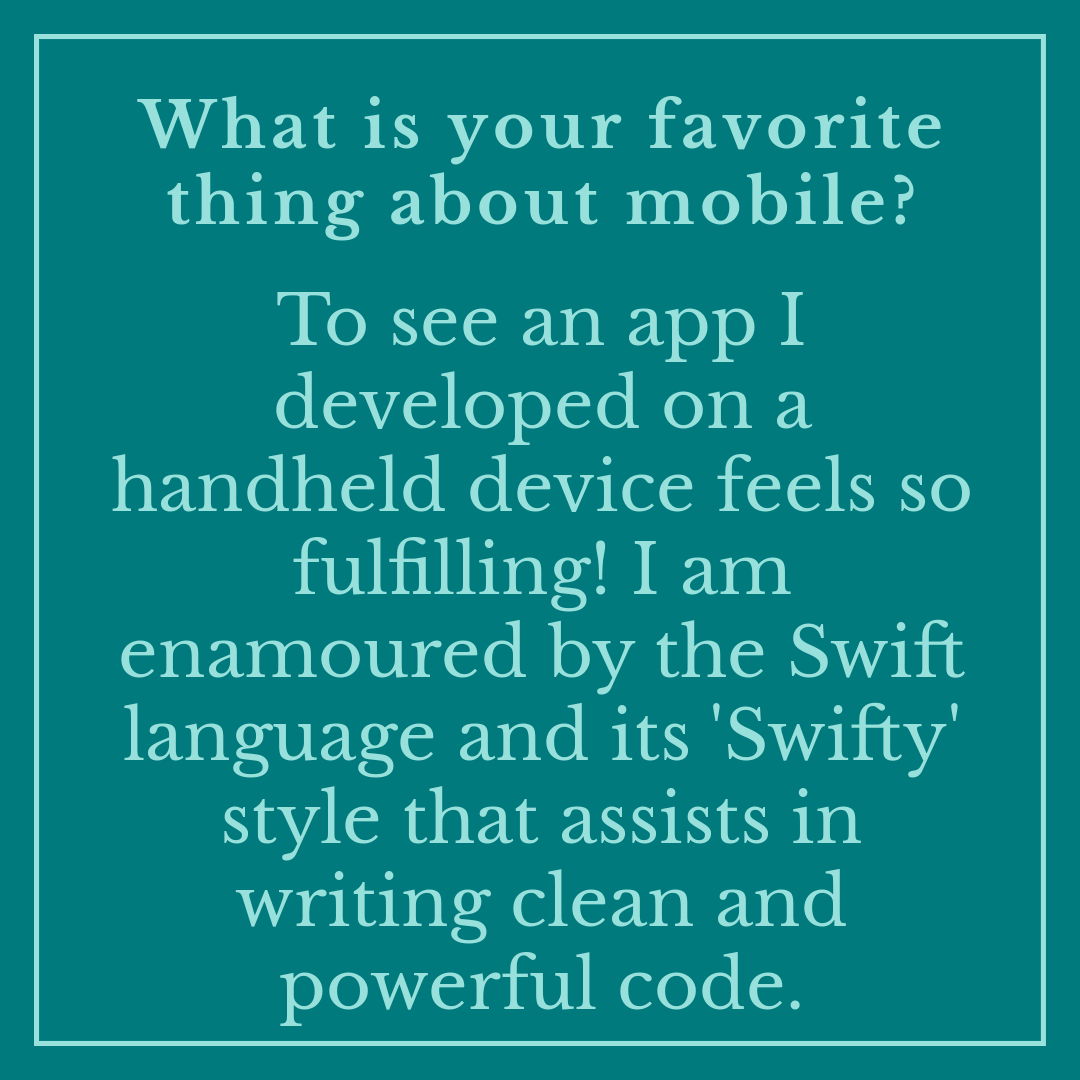 What is your favorite
thing about mobile?
To see an app I
developed on a
handheld device feels so
fulfilling! I am
enamoured by the Swift
language and its 'Swifty'
style that assists in
writing clean and
powerful code.